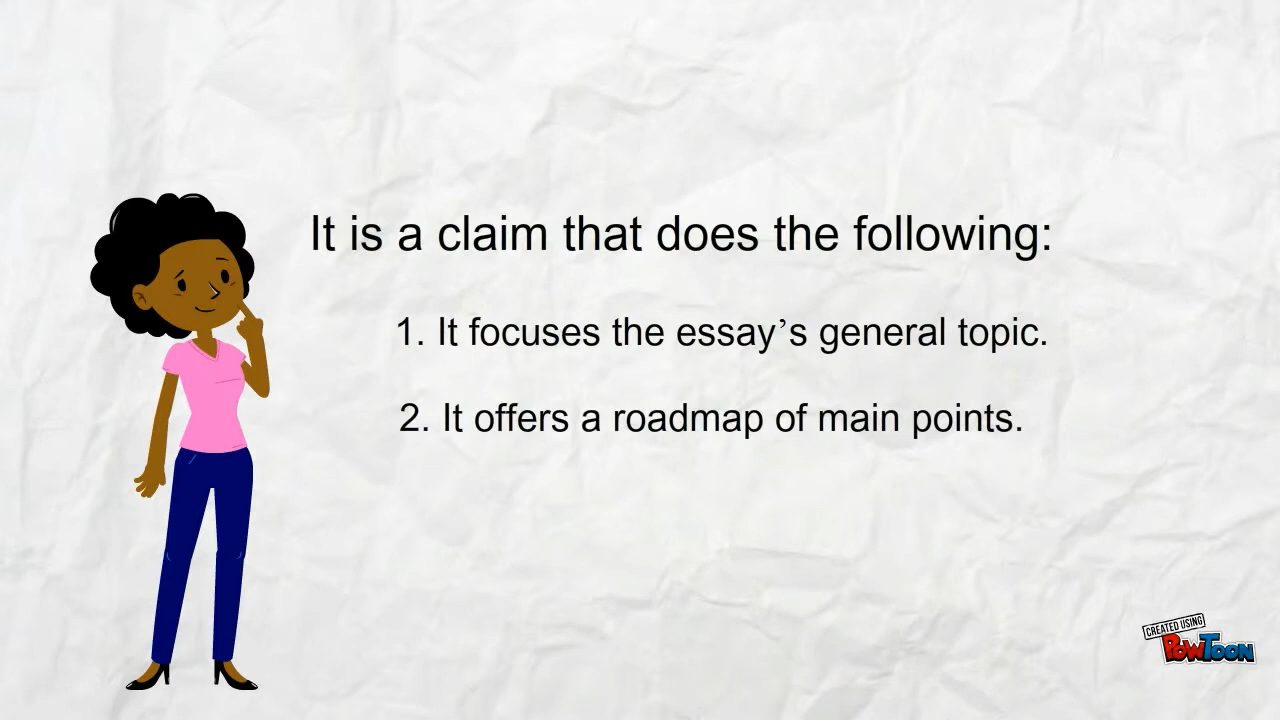 It is a claim that does the following:
1. It focuses the essay’s general topic.
2. It offers a roadmap of main points.
CREATED USING
POWTOON